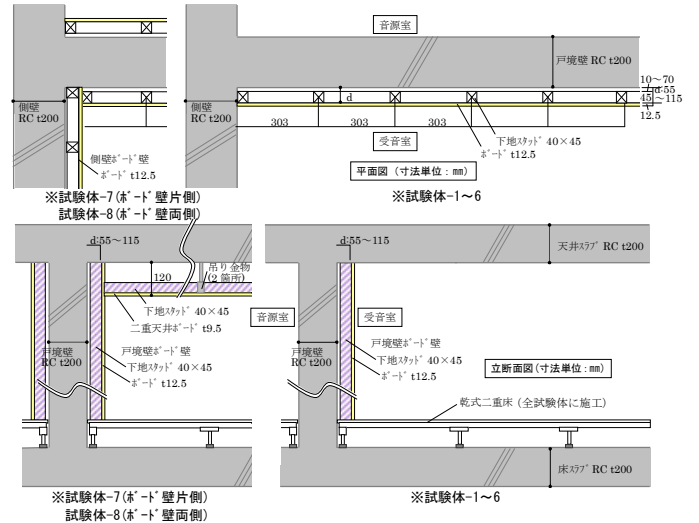 音源室
戸境壁 RC t200
10～70
d:55
45～115
12.5
側壁
RC t200
側壁
RC t200
d
303
303
303
下地スタッド 40×45
ボード t12.5
受音室
側壁ボード壁
ボード t12.5
平面図（寸法単位：mm）
※試験体-7(ボード壁片側)
試験体-8(ボード壁両側)
※試験体-1～6
d:55～115
120
吊り金物
(2 箇所)
下地スタッド 40×45
二重天井ボード t9.5
戸境壁
RC t200
戸境壁ボード壁
下地スタッド 40×45
ボード t12.5
天井スラブ RC t200
音源室
受音室
戸境壁
RC t200
戸境壁ボード壁
下地スタッド 40×45
ボード t12.5
立断面図(寸法単位：mm)
乾式二重床（全試験体に施工）
床スラブ RC t200
※試験体-7(ボード壁片側)
試験体-8(ボード壁両側)
※試験体-1～6